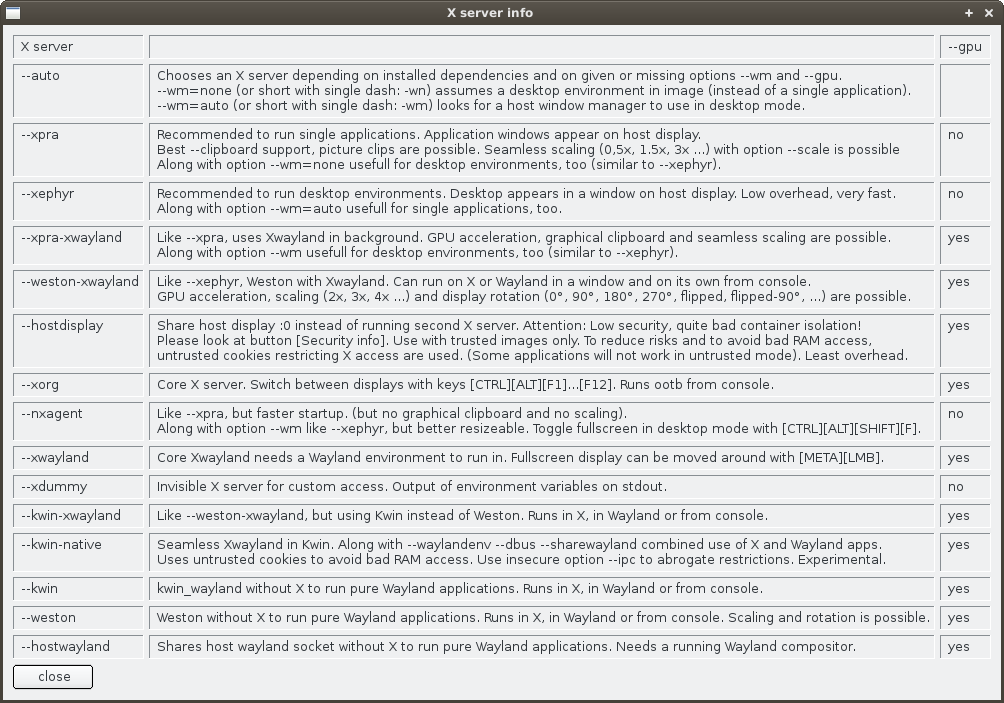 X server info
X server --gpu
--auto Chooses an X server depending on installed dependencies and on given or missing options --wm and --gpu.
--wm=none (or short with single dash: -wn) assumes a desktop environment in image (instead of a single application).
--wm=auto (or short with single dash: -wm) looks for a host window manager to use in desktop mode.
--xpra Recommended to run single applications. Application windows appear on host display. no
Best --clipboard support, picture clips are possible. Seamless scaling (0,5x, 1.5x, 3x ...) with option --scale is possible
Along with option --wm=none usefull for desktop environments, too (similar to --xephyr).
--xephyr Recommended to run desktop environments. Desktop appears in a window on host display. Low overhead, very fast. no
Along with option --wm=auto usefull for single applications, too.
--xpra-xwayland Like --xpra, uses Xwayland in background. GPU acceleration, graphical clipboard and seamless scaling are possible. yes
Along with option --wm usefull for desktop environments, too (similar to --xephyr).
--weston-xwayland Like --xephyr, Weston with Xwayland. Can run on X or Wayland in a window and on its own from console. yes
GPU acceleration, scaling (2x, 3x, 4x ...) and display rotation (0°, 90°, 180°, 270°, flipped, flipped-90°, ...) are possible.
--hostdisplay Share host display :0 instead of running second X server. Attention: Low security, quite bad container isolation! yes
Please look at button [Security info]. Use with trusted images only. To reduce risks and to avoid bad RAM access,
untrusted cookies restricting X access are used. (Some applications will not work in untrusted mode). Least overhead.
--xorg Core X server. Switch between displays with keys [CTRL][ALT][F1]...[F12]. Runs ootb from console. yes
--nxagent Like --xpra, but faster startup. (but no graphical clipboard and no scaling). no
Along with option --wm like --xephyr, but better resizeable. Toggle fullscreen in desktop mode with [CTRL][ALT][SHIFT][F].
--xwayland Core Xwayland needs a Wayland environment to run in. Fullscreen display can be moved around with [META][LMB]. yes
--xdummy Invisible X server for custom access. Output of environment variables on stdout. no
--kwin-xwayland Like --weston-xwayland, but using Kwin instead of Weston. Runs in X, in Wayland or from console. yes
--kwin-native Seamless Xwayland in Kwin. Along with --waylandenv --dbus --sharewayland combined use of X and Wayland apps. yes
Uses untrusted cookies to avoid bad RAM access. Use insecure option --ipc to abrogate restrictions. Experimental.
--kwin kwin_wayland without X to run pure Wayland applications. Runs in X, in Wayland or from console. yes
--weston Weston without X to run pure Wayland applications. Runs in X, in Wayland or from console. Scaling and rotation is possible. yes
--hostwayland Shares host wayland socket without X to run pure Wayland applications. Needs a running Wayland compositor. yes
close